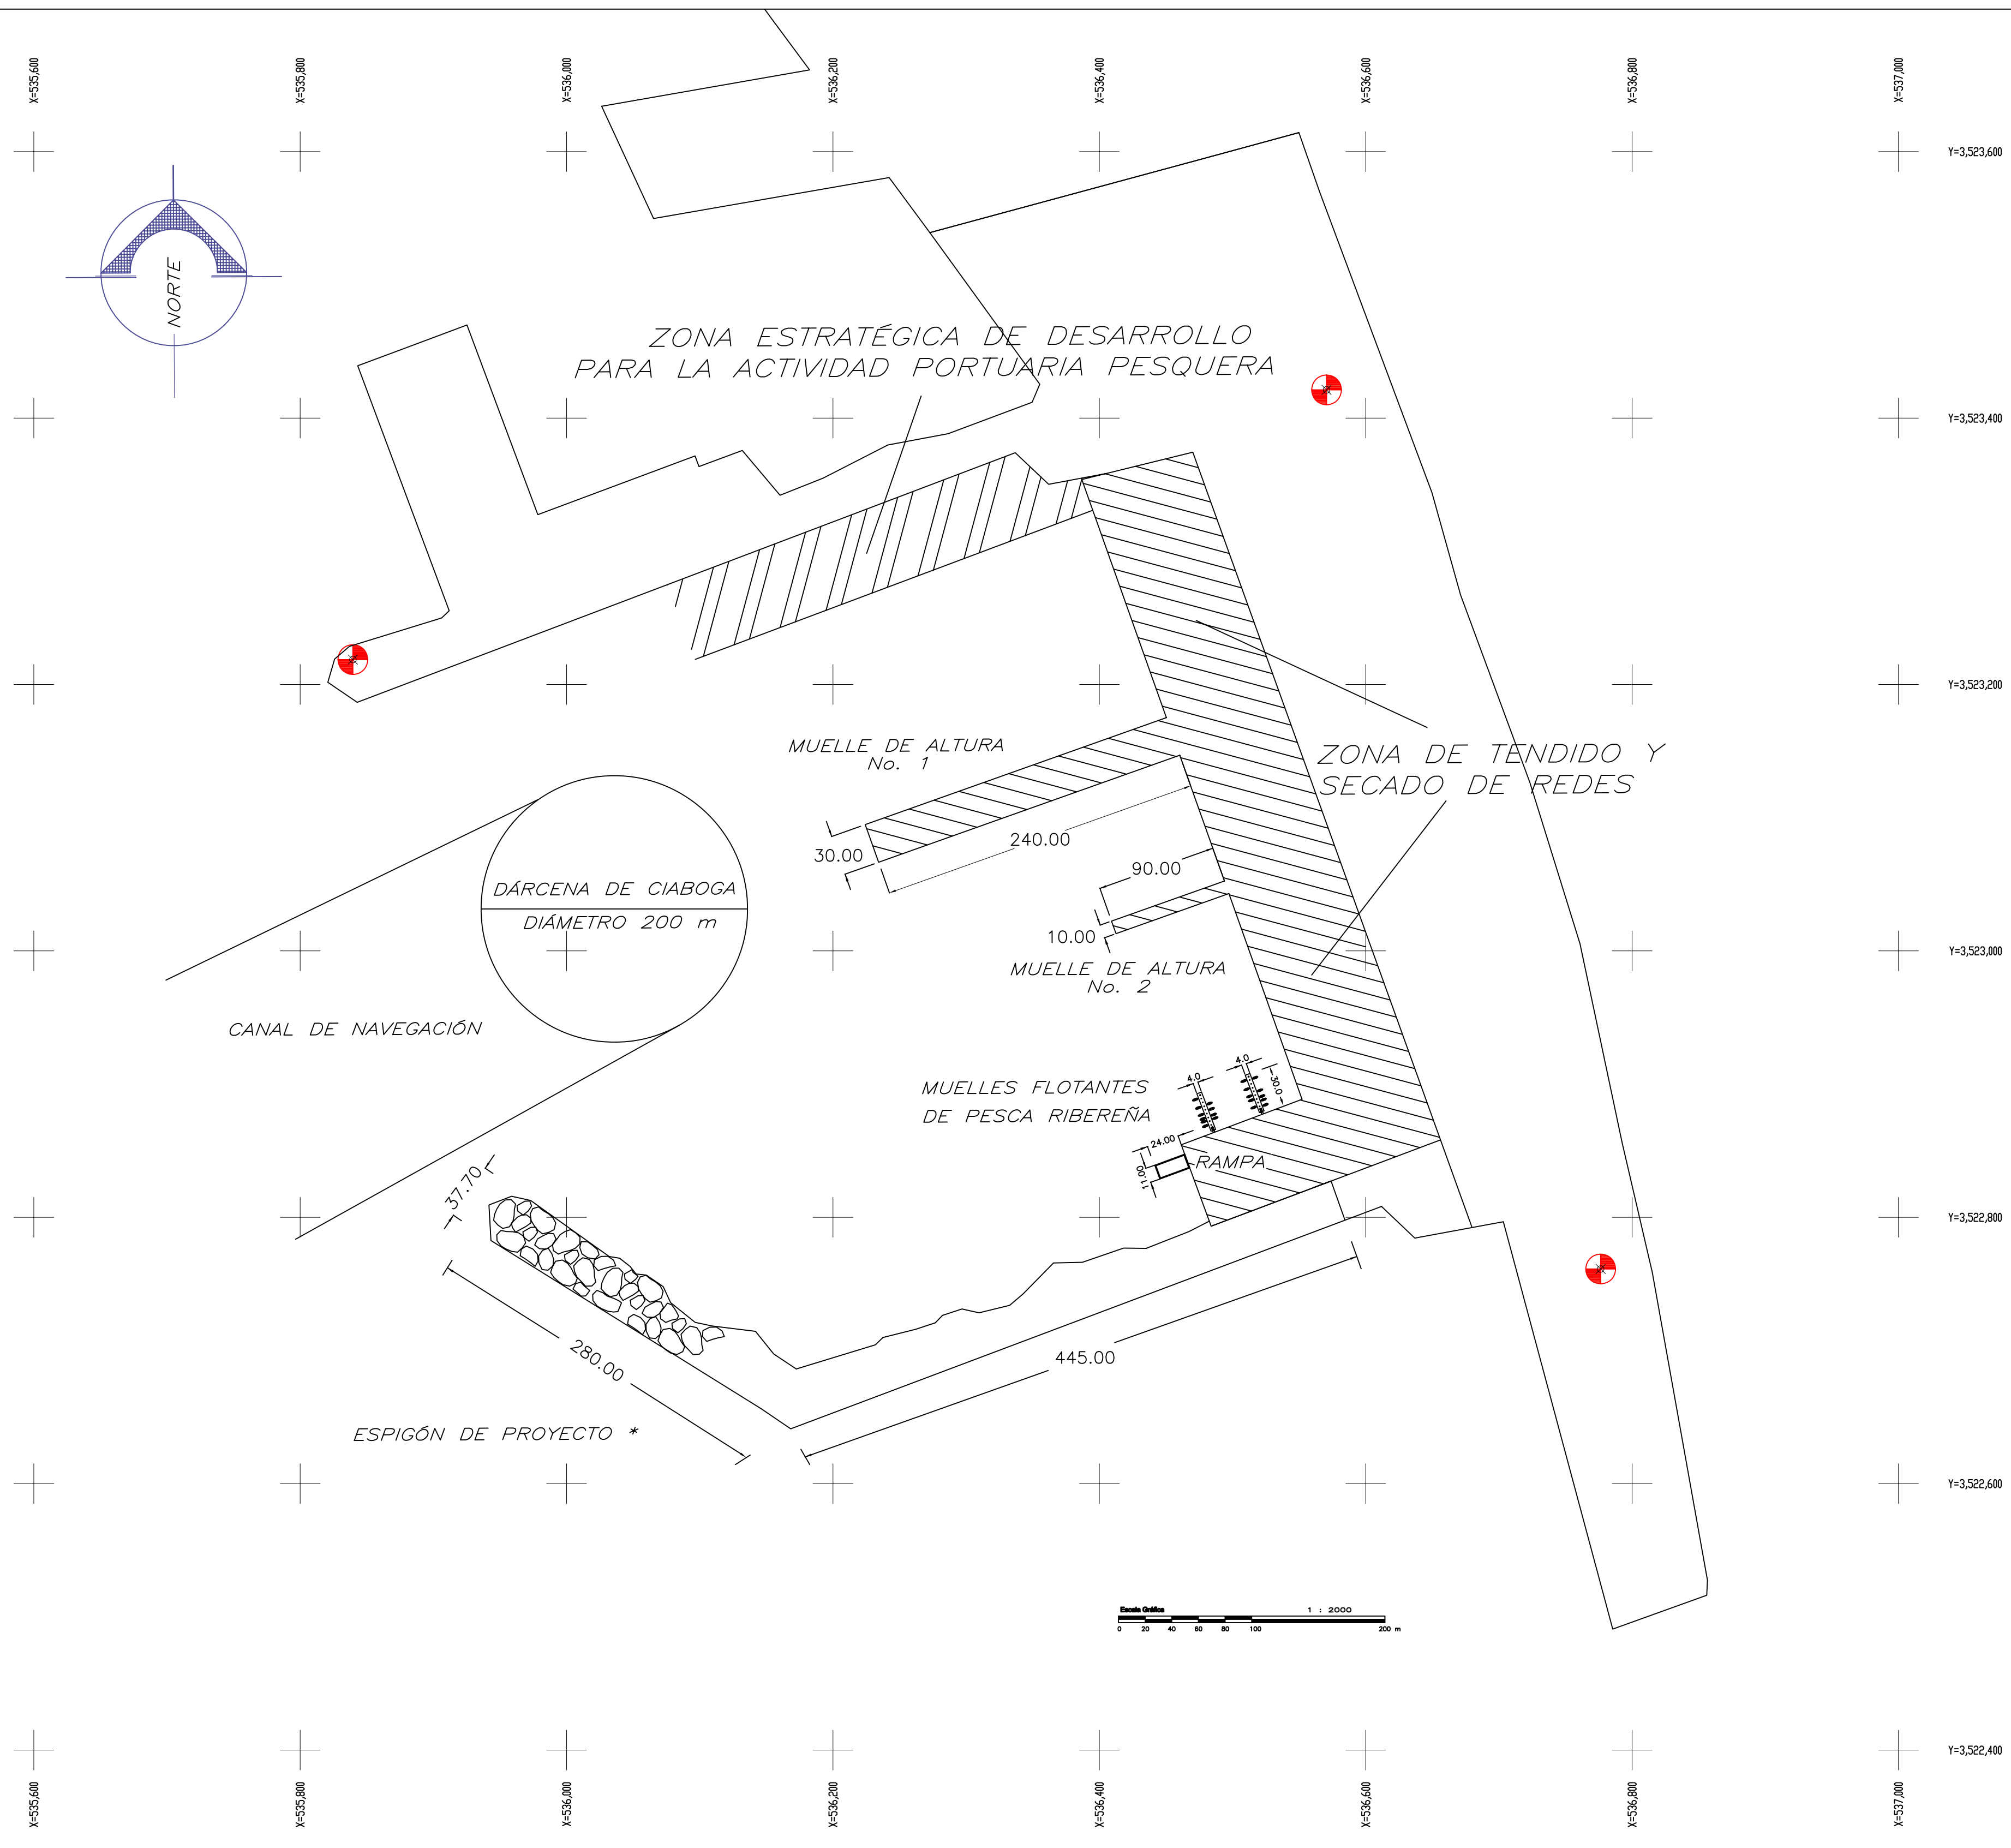 X=535,600
X=535,800
X=536,000
X=536,200
X=536,400
X=536,600
X=536,800
X=537,000
Y=3,523,600
NORTE
ZONA ESTRATÉGICA DE DESARROLLO
PARA LA ACTIVIDAD PORTUARIA PESQUERA
Y=3,523,400
Y=3,523,200
MUELLE DE ALTURA
No. 1
ZONA DE TENDIDO Y
SECADO DE REDES
30.00
240.00
90.00
DÁRCENA DE CIABOGA
DIÁMETRO 200 m
10.00
Y=3,523,000
MUELLE DE ALTURA
No. 2
CANAL DE NAVEGACIÓN
4.0
4.0
30.0
MUELLES FLOTANTES
DE PESCA RIBEREÑA
24.00
RAMPA
11.00
37.70
Y=3,522,800
280.00
445.00
ESPIGÓN DE PROYECTO *
Y=3,522,600
Escala Gráfica
1 : 2000
0 20 40 60 80 100 200 m
Y=3,522,400
X=535,600
X=535,800
X=536,000
X=536,200
X=536,400
X=536,600
X=536,800
X=537,000